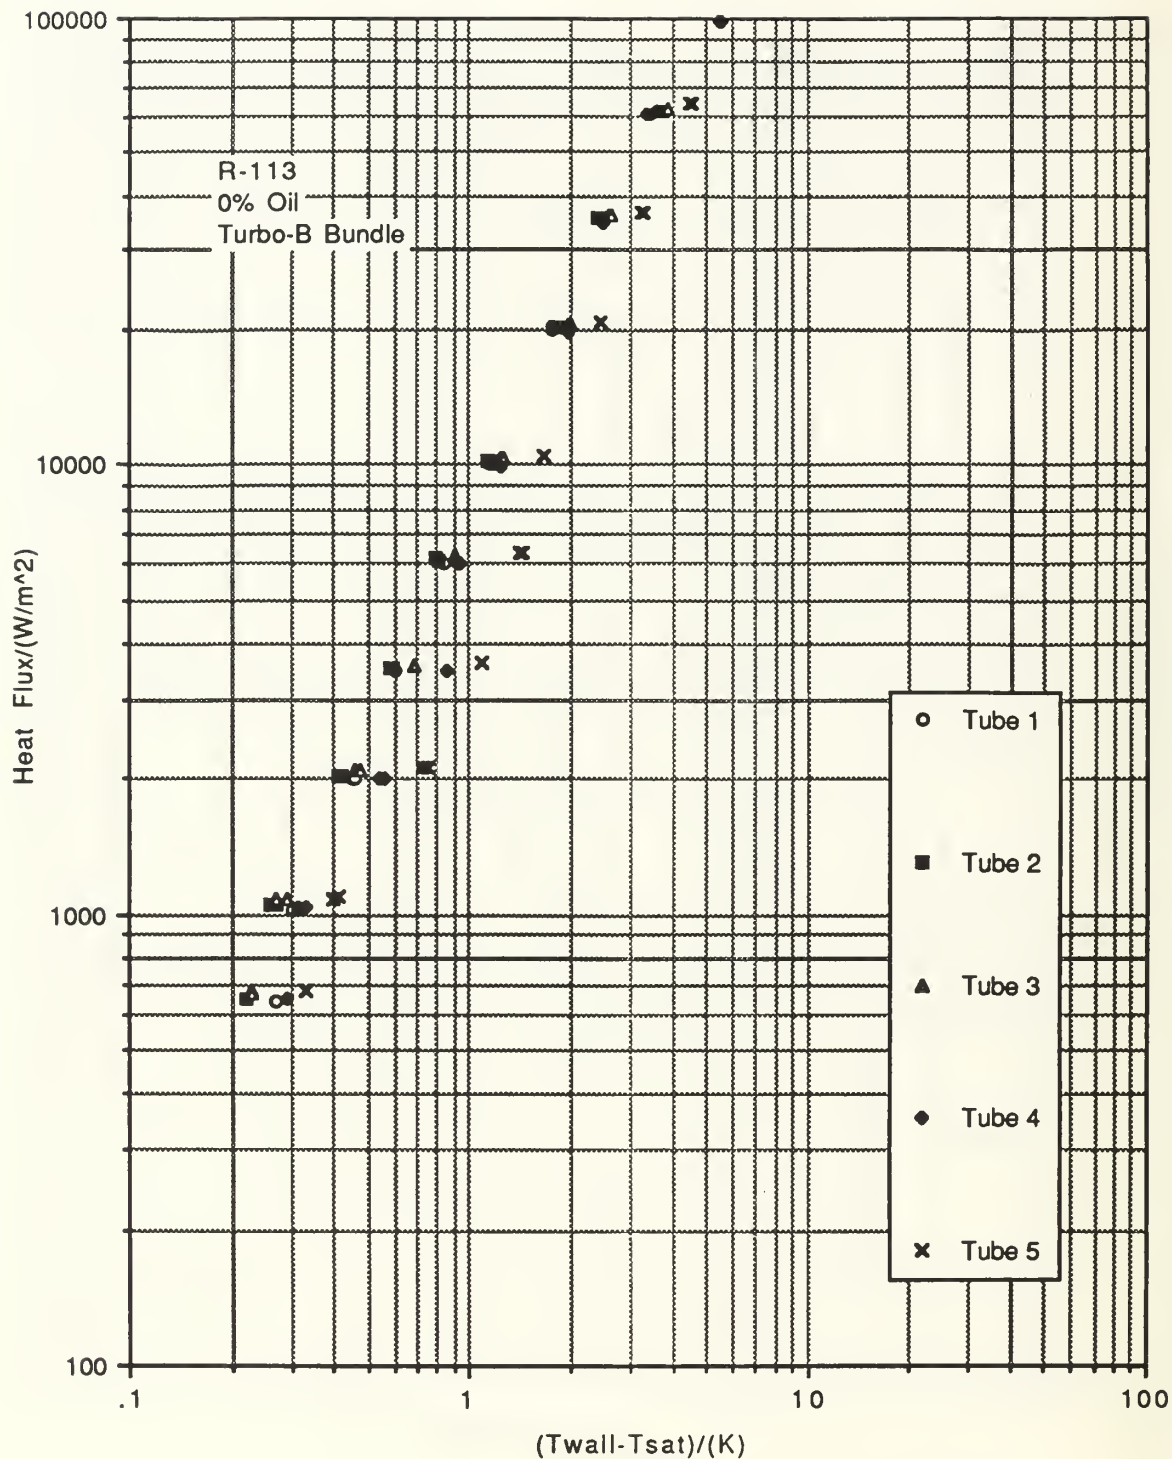 100000
R-113
0% Oil
Turbo-B Bundle
10000
Heat Flux/(W/m^2)
Tube 1
Tube 2
1000
Tube 3
Tube 4
Tube 5
100
.1
1
10
100
(Twall-Tsat)/(K)